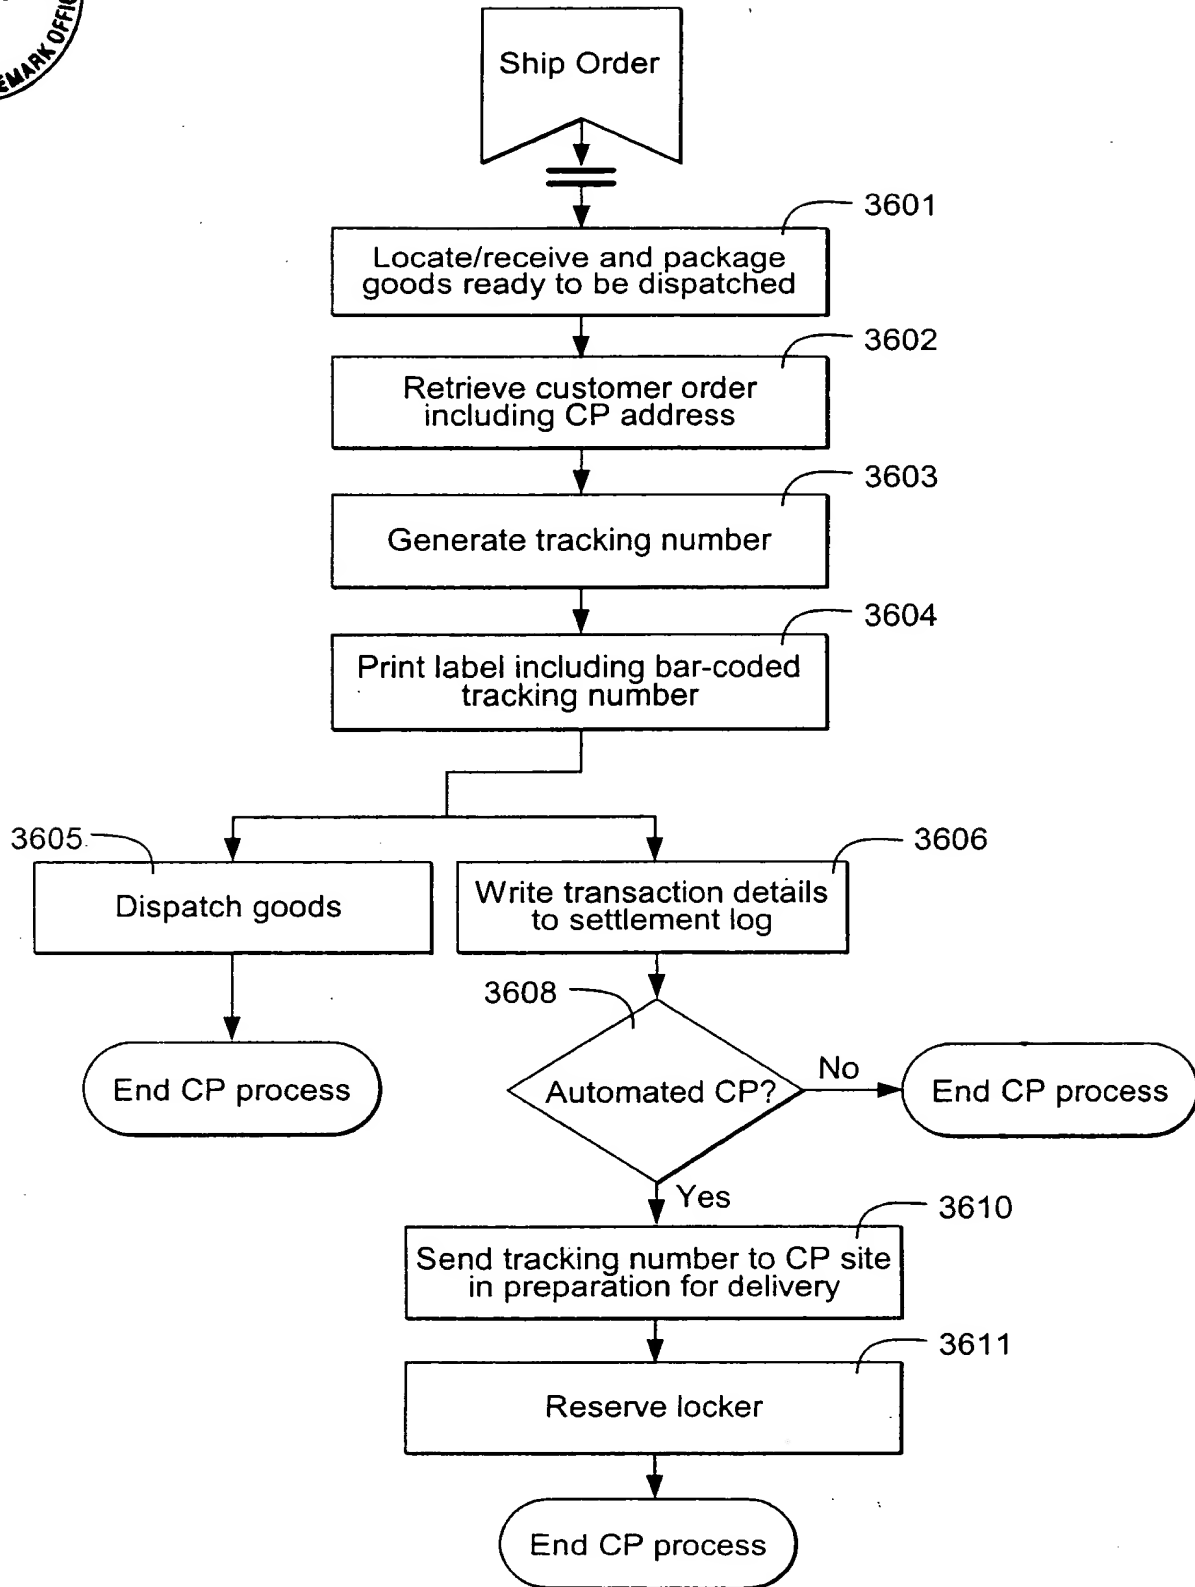 EMARK OFFIC
Ship Order
3601
Locate/receive and package
goods ready to be dispatched
3602
Retrieve customer order
including CP address
3603
Generate tracking number
3604
Print label including bar-coded
tracking number
3605
3606
Dispatch goods
Write transaction details
to settlement log
3608
End CP process
Automated CP?
No
End CP process
Yes
3610
Send tracking number to CP site
in preparation for delivery
3611
Reserve locker
End CP process